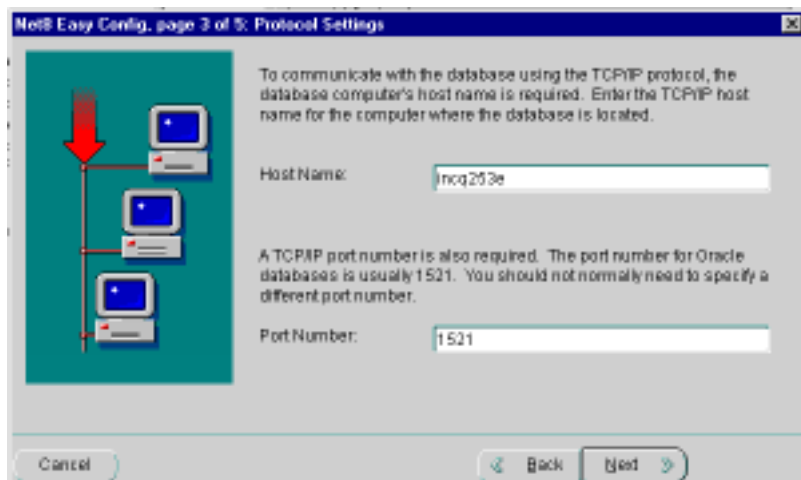 Net8 Easy Config, page 3 of 5: Protocol Settings
To communicate with the database using the TCP/IP protocol, the
database computer's host name is required. Enter the TCP/IP host
name for the computer where the database is located.
Host Name:
incq253e
A TCP/IP port number is also required. The port number for Oracle
databases is usually 1521. You should not normally need to specify a
different port number.
Port Number:
1521
Cancel
Back
Next